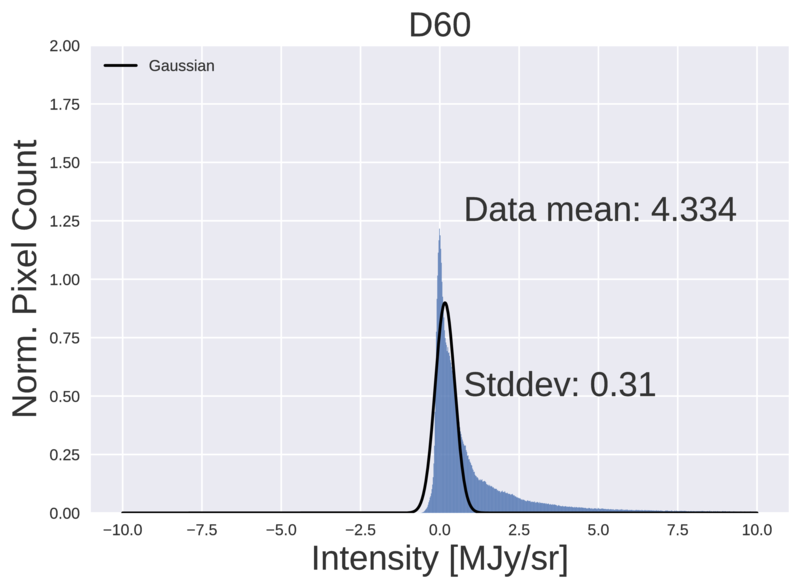 D60
2.00
Gaussian
1.75
1.50
Data mean: 4.334
1.25
1.00
0.75
Stddev: 0.31
0.50
0.25
0.00
Norm. Pixel Count
−10.0 −7.5 −5.0 −2.5 0.0 2.5 5.0 7.5 10.0
Intensity [MJy/sr]